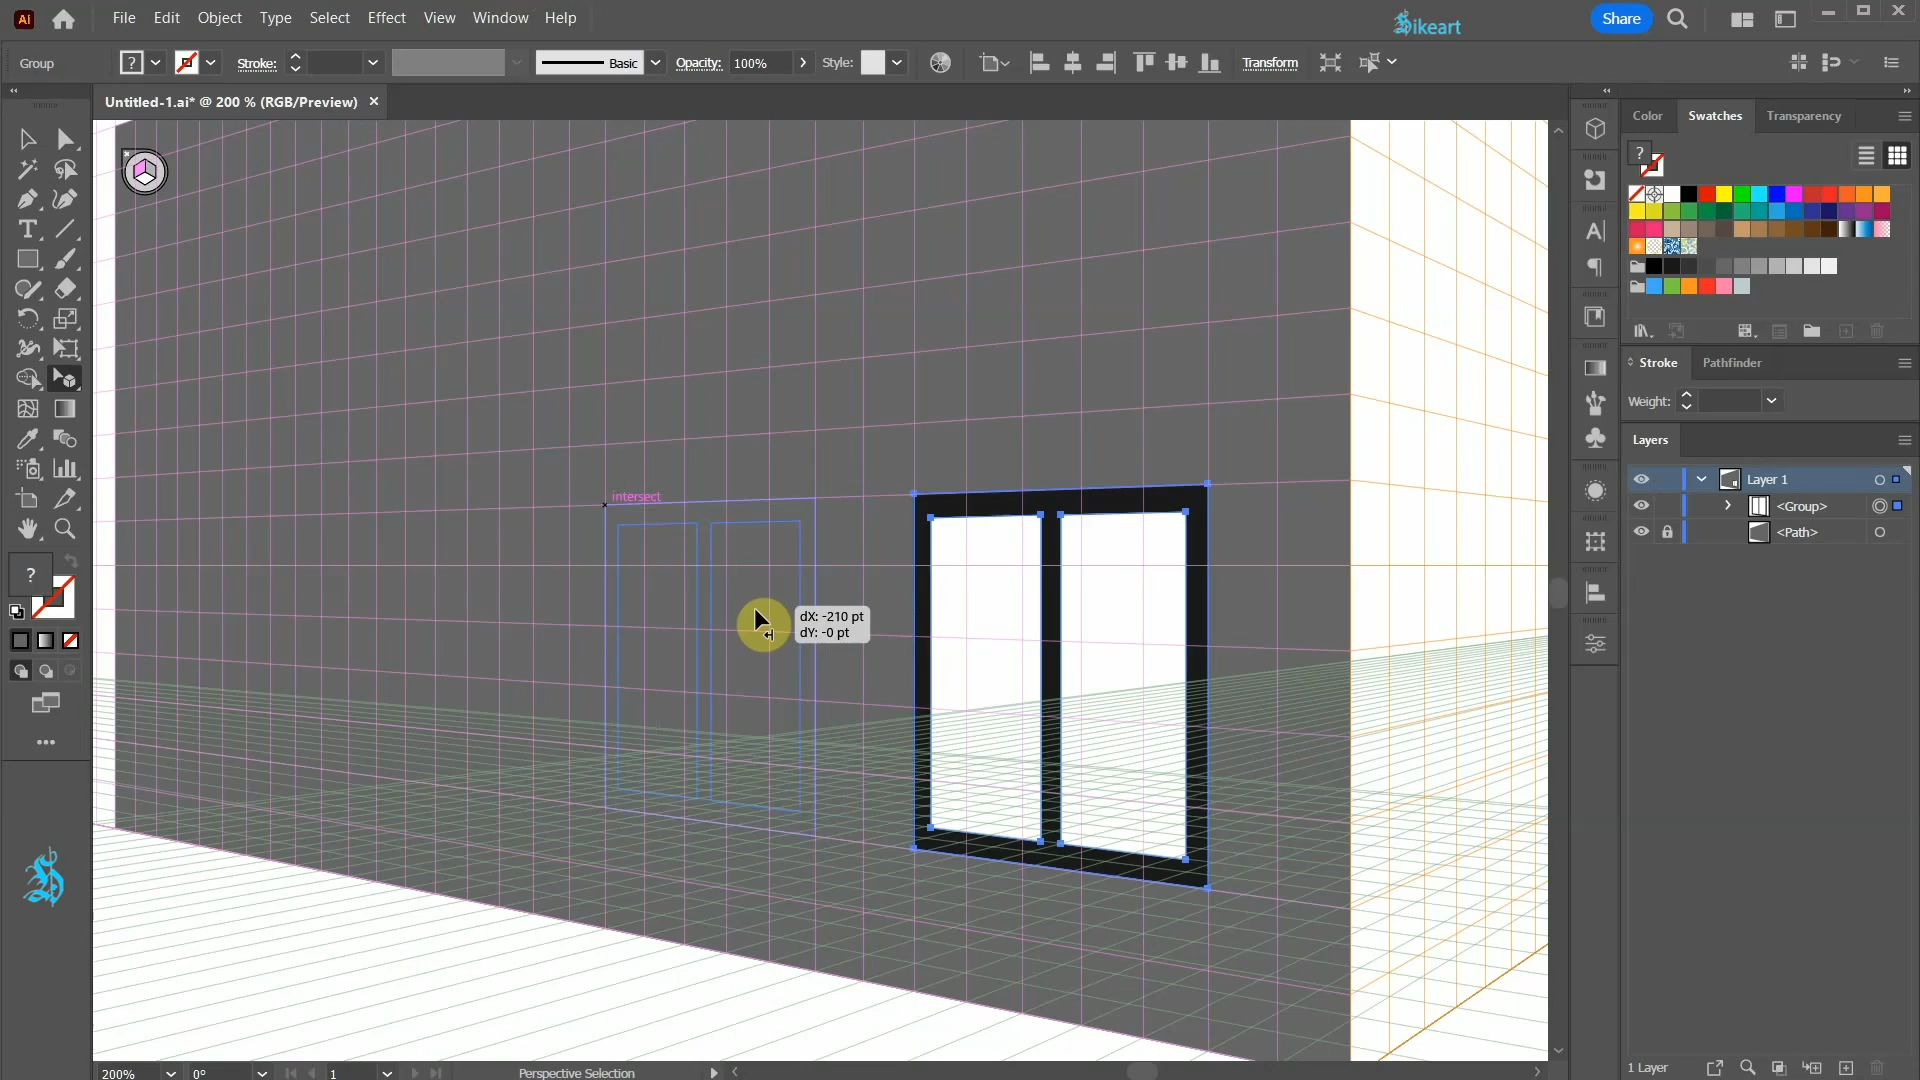 Ai File Edit Object Type Select Effect View Window Help
Sikeart
Share
Group ? Stroke: Basic Opacity: 100% Style: Transform
Untitled-1.ai* @ 200 % (RGB/Preview)
Color Swatches Transparency
?
intersect
dX: -210 pt
dY: -0 pt
Stroke Pathfinder
Weight:
Layers
Layer 1
<Group>
<Path>
?
200% 0° 1 Perspective Selection
1 Layer